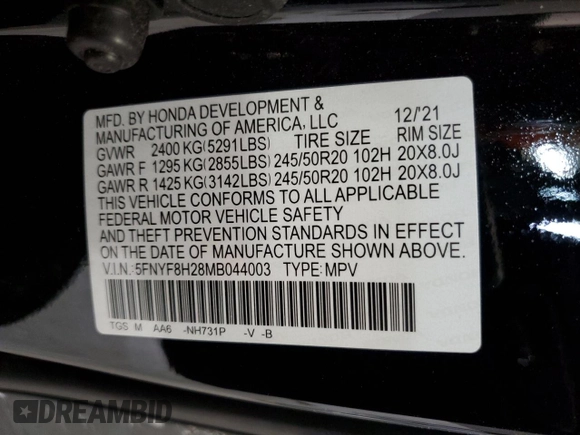 MFD. BY HONDA DEVELOPMENT & 12/'21
MANUFACTURING OF AMERICA, LLC
GVWR 2400 KG(5291LBS) TIRE SIZE RIM SIZE
GAWR F 1295 KG(2855LBS) 245/50R20 102H 20X8.0J
GAWR R 1425 KG(3142LBS) 245/50R20 102H 20X8.0J
THIS VEHICLE CONFORMS TO ALL APPLICABLE
FEDERAL MOTOR VEHICLE SAFETY
AND THEFT PREVENTION STANDARDS IN EFFECT
ON THE DATE OF MANUFACTURE SHOWN ABOVE.
V.I.N.:5FNYF8H28MB044003 TYPE:MPV
TGS M AA6 -NH731P -V -B
DREAMBID